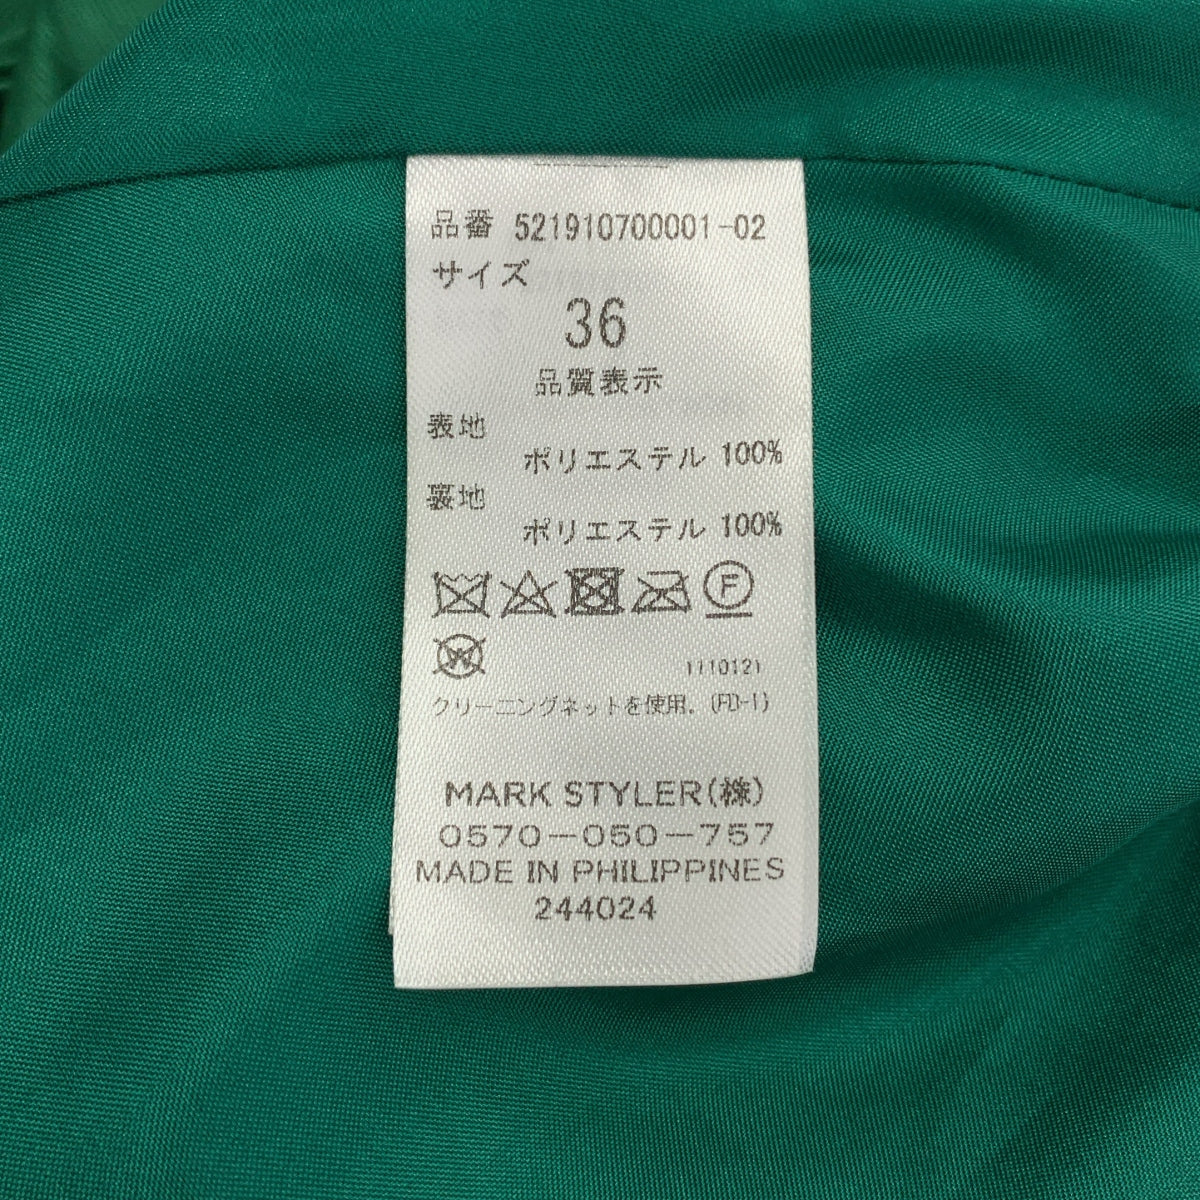 品番 521910700001-02
サイズ
36
品質表示
表地
ポリエステル 100%
裏地
ポリエステル 100%
F
W
1110121
クリーニングネットを使用。(FD-1)
MARK STYLER(株)
0570-050-757
MADE IN PHILIPPINES
244024